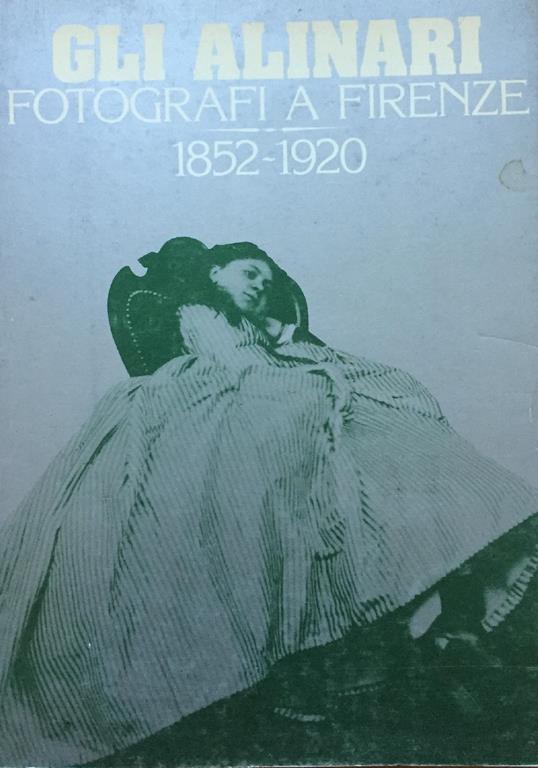 GLI ALINARI
FOTOGRAFI A FIRENZE
1852-1920